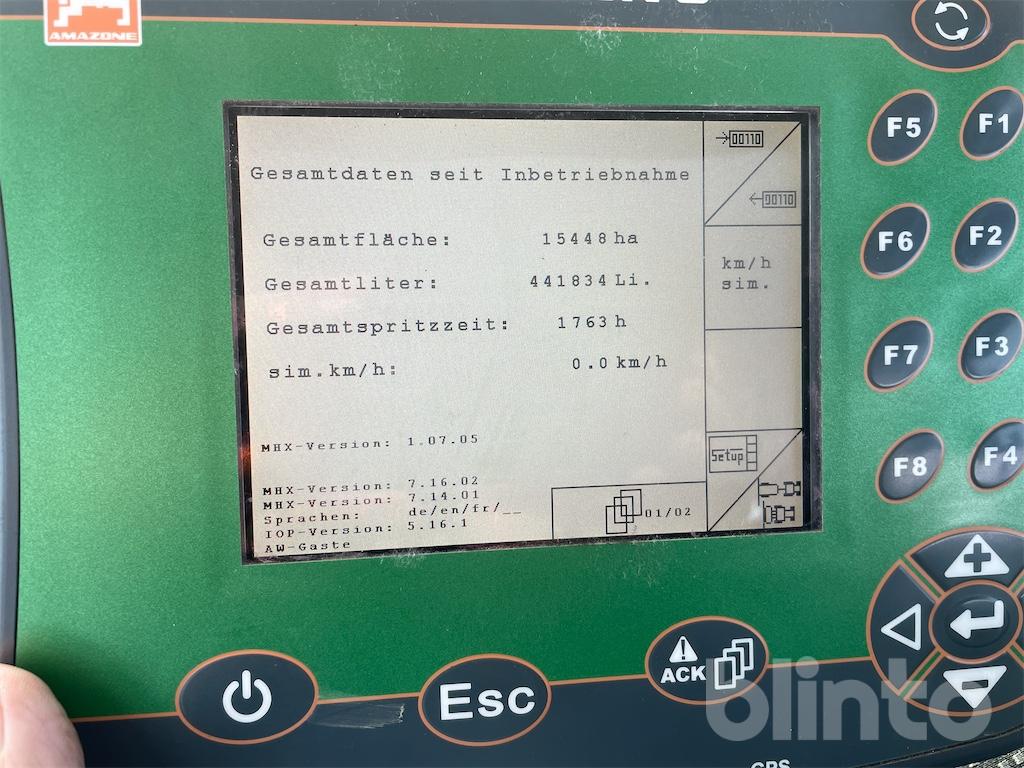 AMAZONE
Gesamtdaten seit Inbetriebnahme
Gesamtfläche: 15448 ha
Gesamtliter: 441834 Li.
Gesamtspritzzeit: 1763 h
sim.km/h: 0.0 km/h
MHX-Version: 1.07.05
MHX-Version: 7.16.02
MHX-Version: 7.14.01
Sprachen: de/en/fr/__
IOP-Version: 5.16.1
AW-Gaste
01/02
00110
00110
km/h
sim.
Setup
F5 F1
F6 F2
F7 F3
F8 F4
Esc
ACK
GPS
blinto